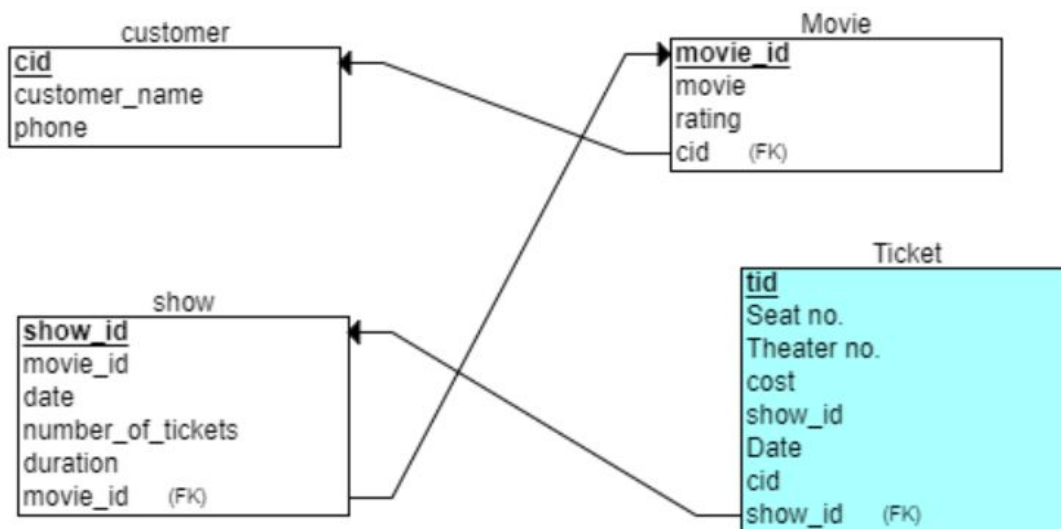 customer
cid
customer_name
phone
Movie
movie_id
movie
rating
cid (FK)
show
show_id
movie_id
date
number_of_tickets
duration
movie_id (FK)
Ticket
tid
Seat no.
Theater no.
cost
show_id
Date
cid
show_id (FK)